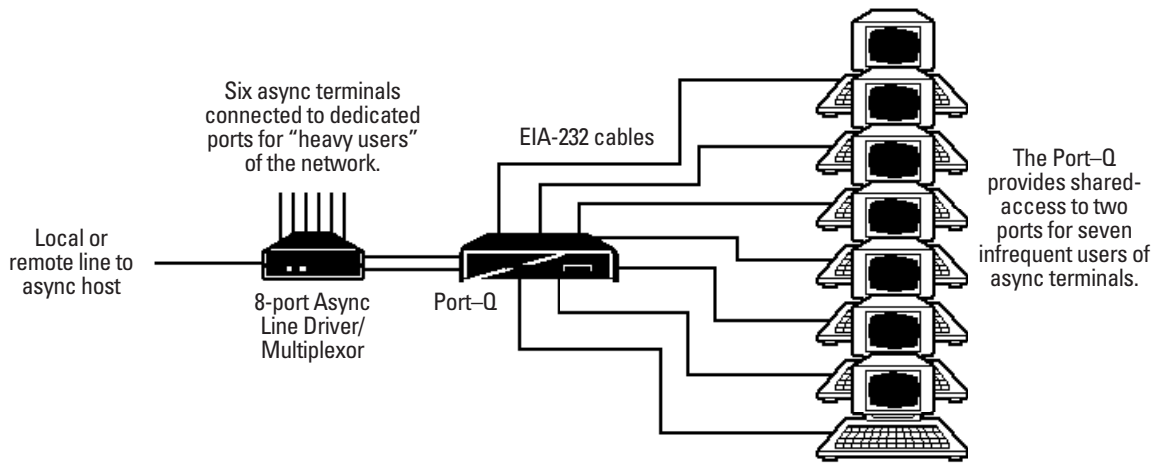 Six async terminals
connected to dedicated
ports for “heavy users”
of the network.
EIA-232 cables
The Port–Q
provides shared-
access to two
ports for seven
infrequent users of
async terminals.
Local or
remote line to
async host
8-port Async
Line Driver/
Multiplexor
Port–Q